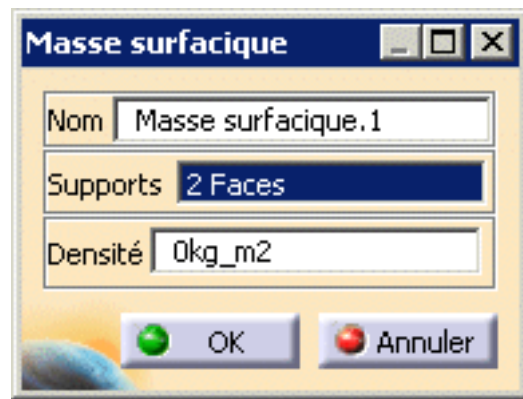 Masse surfacique
Nom Masse surfacique.1
Supports 2 Faces
Densité 0kg_m2
OK Annuler